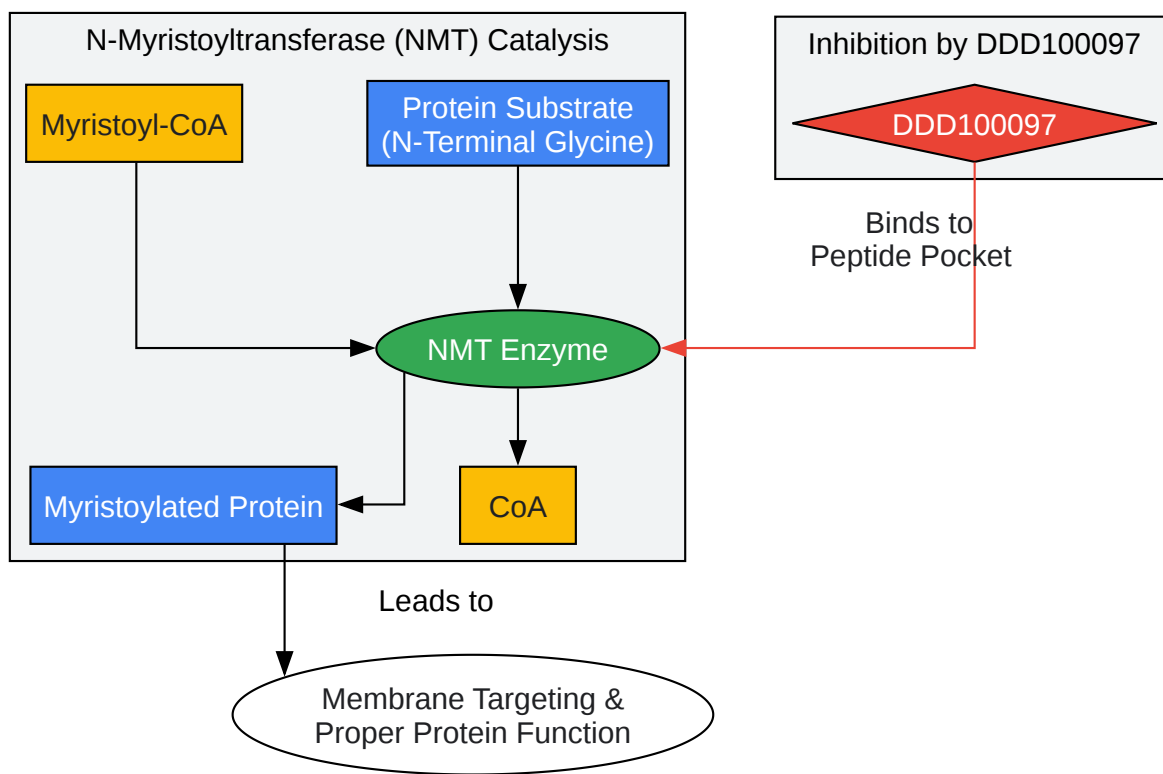 N-Myristoyltransferase (NMT) Catalysis
Inhibition by DDD100097
Myristoyl-CoA
Protein Substrate
(N-Terminal Glycine)
DDD100097
Binds to
Peptide Pocket
NMT Enzyme
Myristoylated Protein
CoA
Leads to
Membrane Targeting &
Proper Protein Function